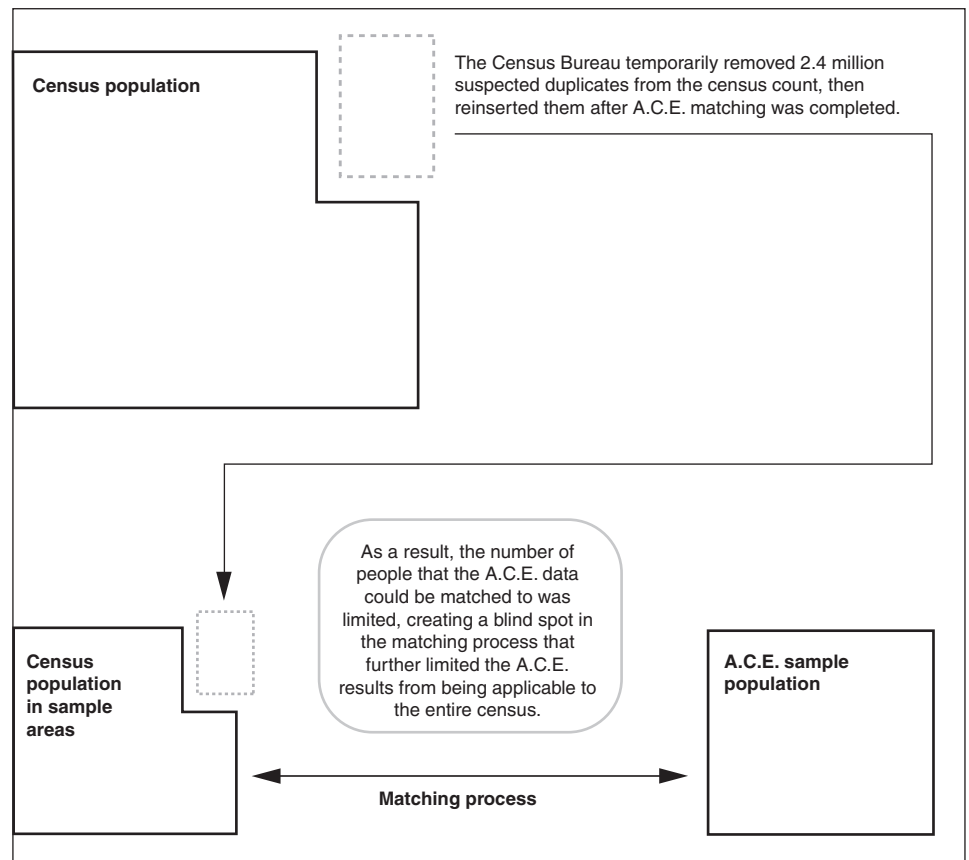 Census population
The Census Bureau temporarily removed 2.4 million
suspected duplicates from the census count, then
reinserted them after A.C.E. matching was completed.
As a result, the number of
people that the A.C.E. data
could be matched to was
limited, creating a blind spot in
the matching process that
further limited the A.C.E.
results from being applicable to
the entire census.
Census
population
in sample
areas
A.C.E. sample
population
Matching process